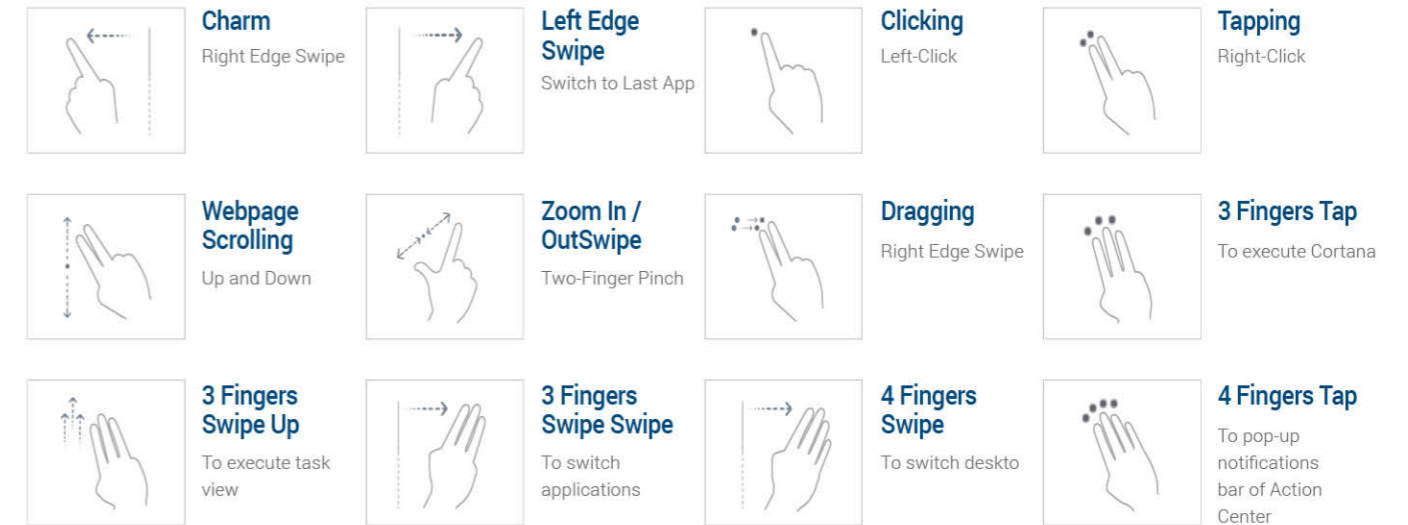 Charm
Right Edge Swipe
Left Edge
Swipe
Switch to Last App
Clicking
Left-Click
Tapping
Right-Click
Webpage
Scrolling
Up and Down
Zoom In /
OutSwipe
Two-Finger Pinch
Dragging
Right Edge Swipe
3 Fingers Tap
To execute Cortana
3 Fingers
Swipe Up
To execute task
view
3 Fingers
Swipe Swipe
To switch
applications
4 Fingers
Swipe
To switch deskto
4 Fingers Tap
To pop-up
notifications
bar of Action
Center